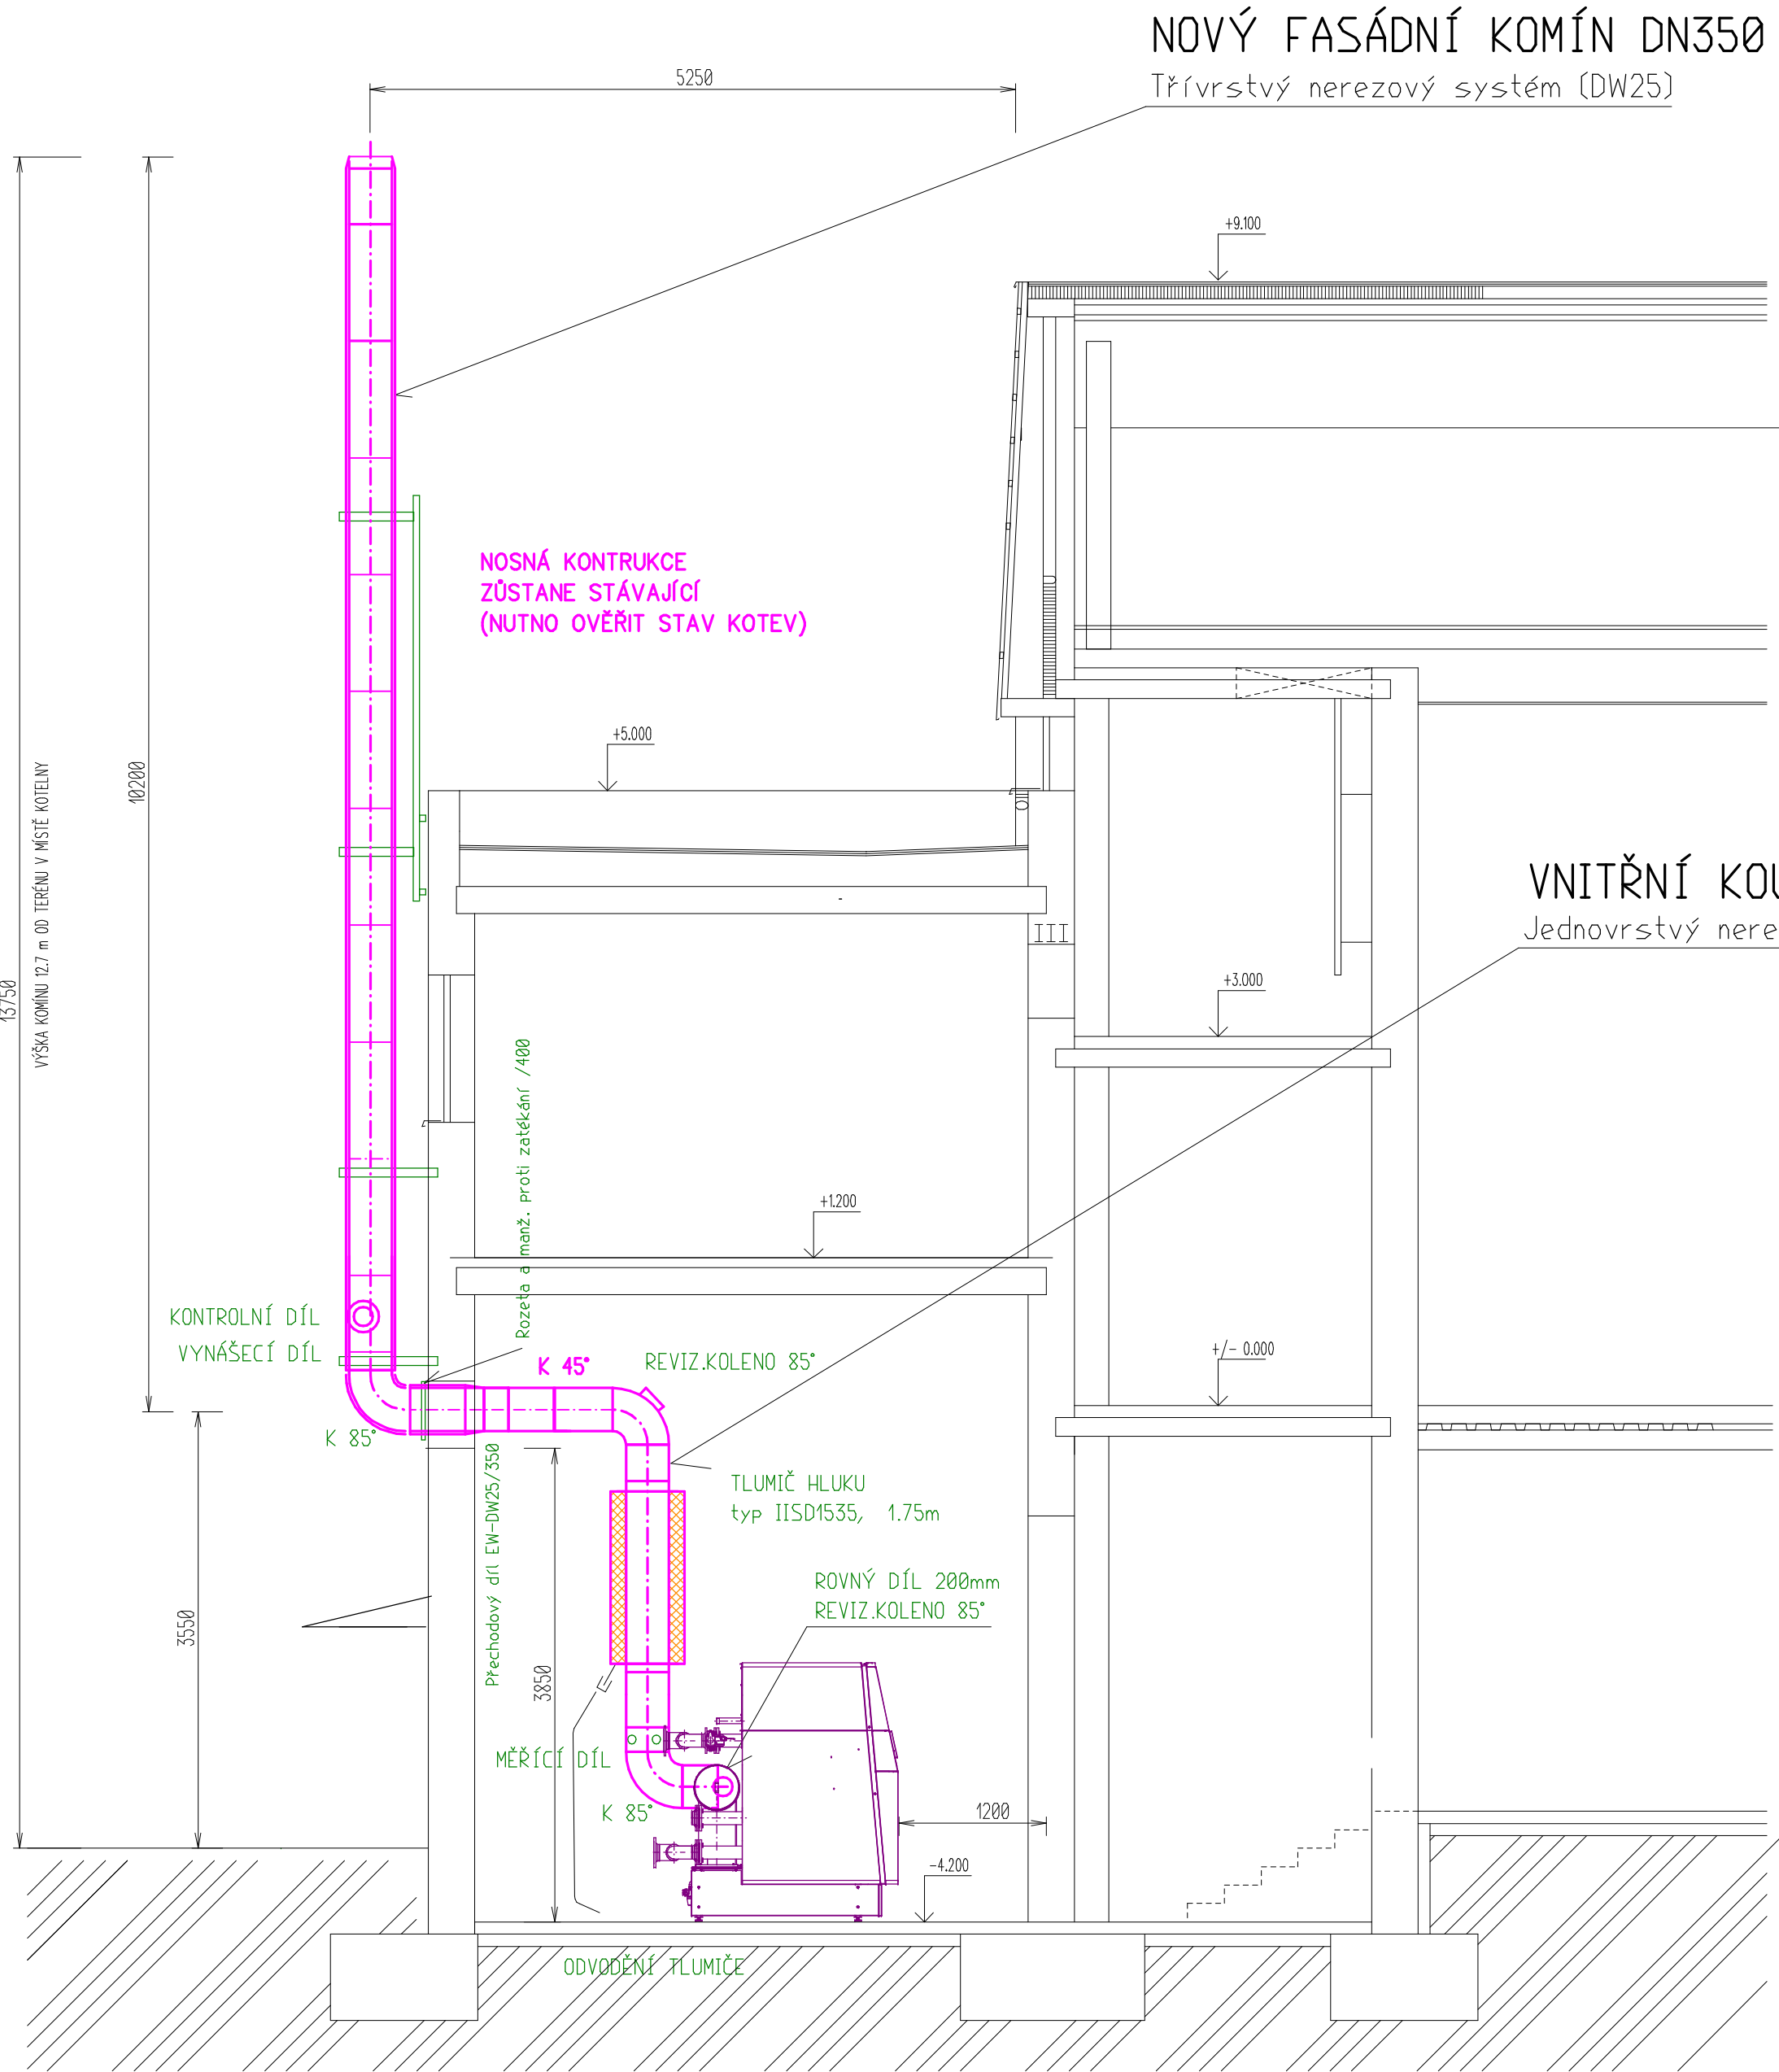 NOVÝ FASÁDNÍ KOMÍN DN350
Třívrstvý nerezový systém (DW25)
5250
+9.100
NOSNÁ KONTRUKCE
ZŮSTANE STÁVAJÍCÍ
(NUTNO OVĚŘIT STAV KOTEV)
+5.000
10200
13750
VÝŠKA KOMÍNU 12.7 m OD TERÉNU V MÍSTĚ KOTELNY
VNITŘNÍ
Jednovrstvý
+3.000
Rozeta a manž. proti zatékání /400
+1.200
KONTROLNÍ DÍL
VYNÁŠECÍ DÍL
K 45°
REVIZ.KOLENO 85°
+/- 0.000
K 85°
Přechodový díl EW-DW25/350
TLUMIČ HLUKU
typ IISD1535, 1.75m
ROVNÝ DÍL 200mm
REVIZ.KOLENO 85°
3550
3850
MĚŘÍCÍ DÍL
K 85°
1200
-4.200
ODVODĚNÍ TLUMIČE